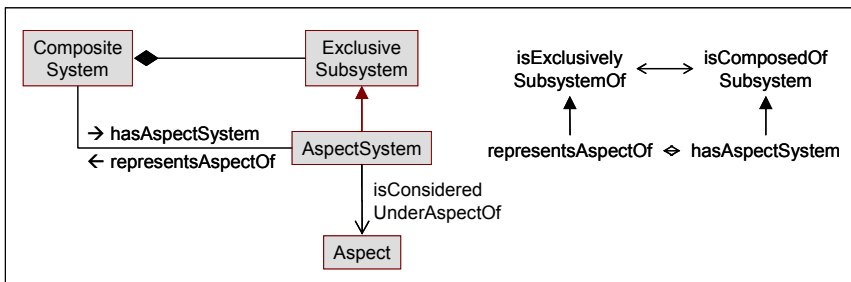 Composite
System
Exclusive
Subsystem
isExclusively
SubsystemOf
isComposedOf
Subsystem
→ hasAspectSystem
← representsAspectOf
AspectSystem
representsAspectOf
hasAspectSystem
isConsidered
UnderAspectOf
Aspect